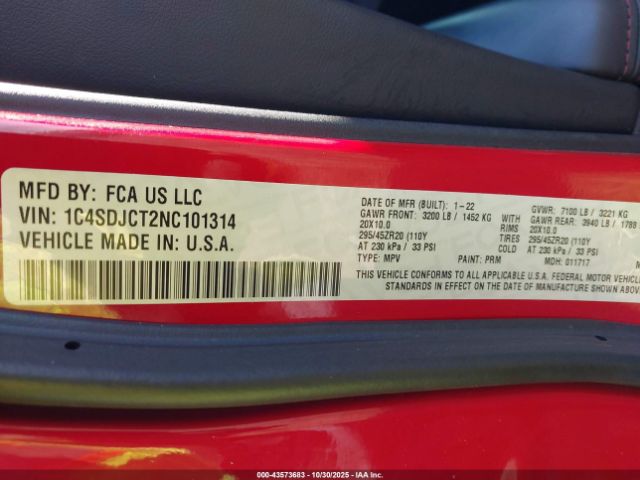 MFD BY: FCA US LLC
VIN: 1C4SDJCT2NC101314
VEHICLE MADE IN: U.S.A.
DATE OF MFR (BUILT): 1-22 GVWR: 7100 LB / 3221 KG
GAWR FRONT: 3200 LB / 1452 KG GAWR REAR: 3940 LB / 1788
20X10.0 RIMS 20X10.0
295/45ZR20 (110Y TIRES 295/45ZR20 (110Y
AT 230 kPa / 33 PSI COLD AT 230 kPa / 33 PSI
TYPE: MPV PAINT: PRM MDH: 011717
THIS VEHICLE CONFORMS TO ALL APPLICABLE U.S.A. FEDERAL MOTOR VEHICLE
STANDARDS IN EFFECT ON THE DATE OF MANUFACTURE SHOWN ABOVE.
000-43573683 | 10/30/2025 - Copyright © IAA, LLC.